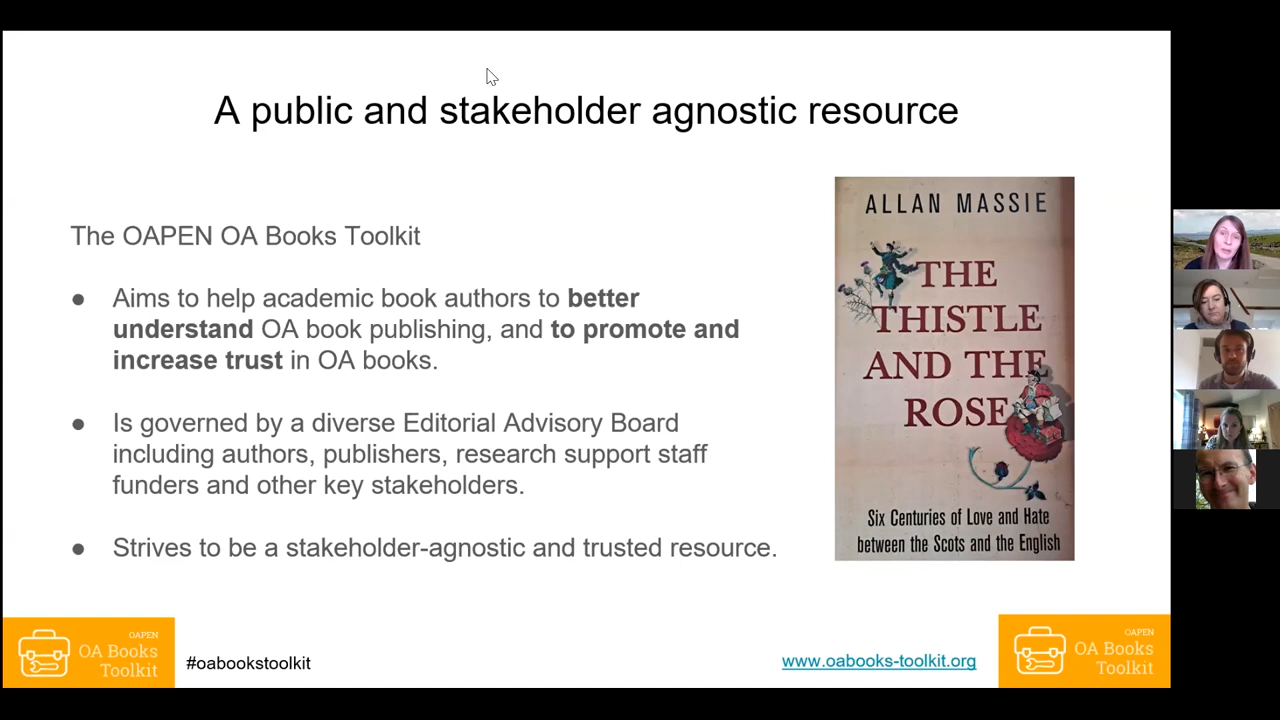 A public and stakeholder agnostic resource
The OAPEN OA Books Toolkit
● Aims to help academic book authors to better
understand OA book publishing, and to promote and
increase trust in OA books.
● Is governed by a diverse Editorial Advisory Board
including authors, publishers, research support staff
funders and other key stakeholders.
● Strives to be a stakeholder-agnostic and trusted resource.
ALLAN MASSIE
THE
THISTLE
AND THE
ROSE
Six Centuries of Love and Hate
between the Scots and the English
OAPEN
OA Books
Toolkit
#oabookstoolkit
www.oabooks-toolkit.org
OAPEN
OA Books
Toolkit